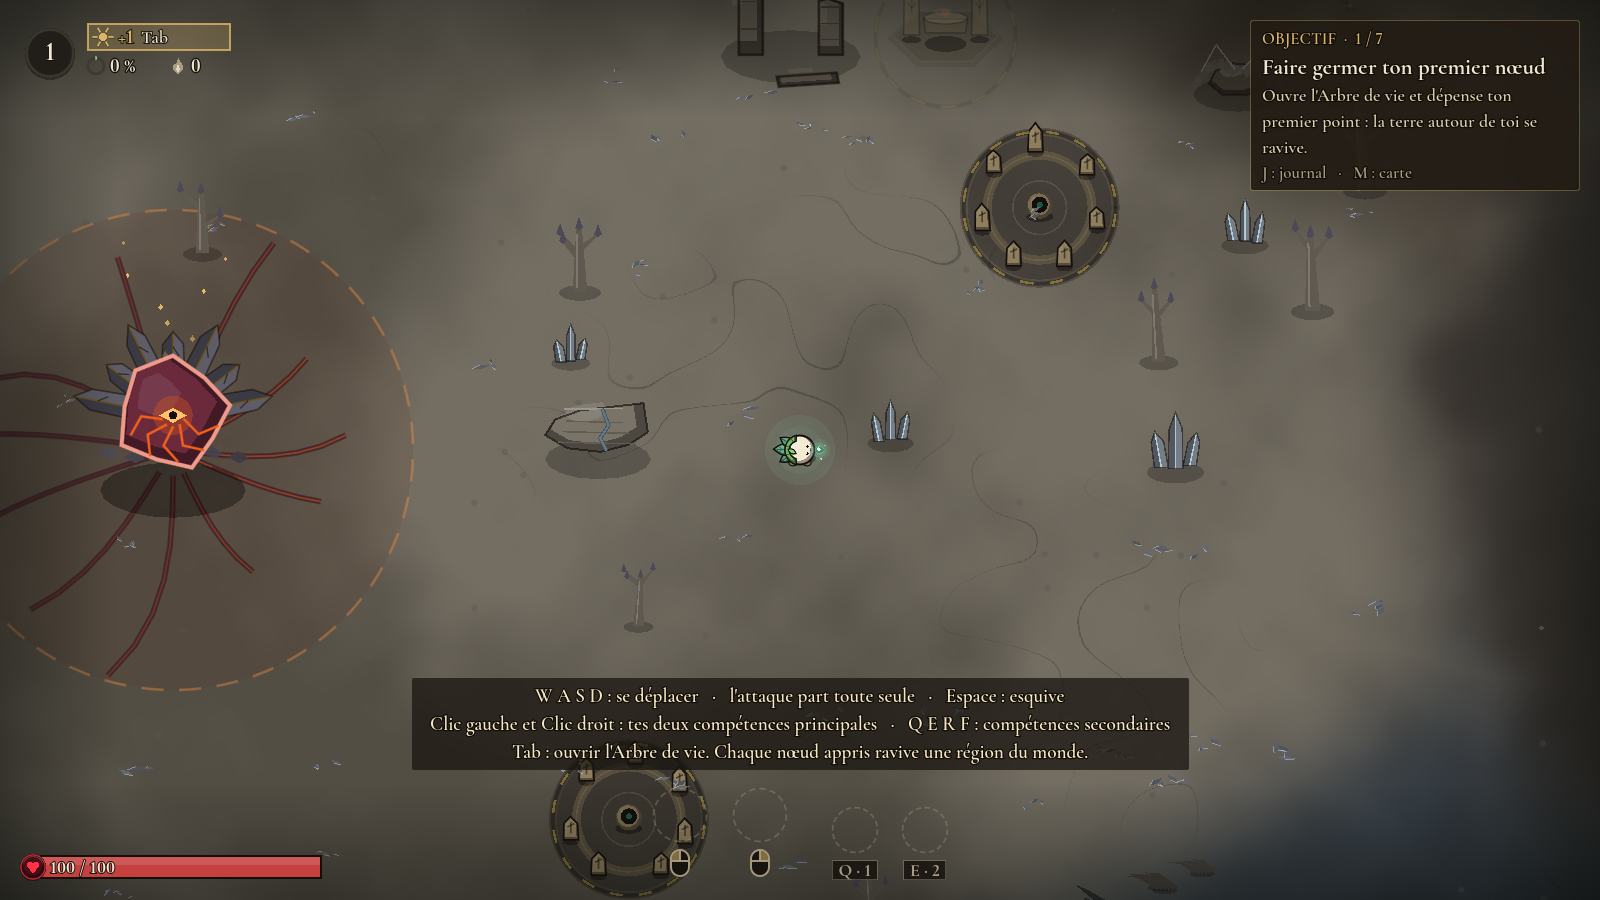 1
+1 Tab
0 %
0
OBJECTIF · 1 / 7
Faire germer ton premier nœud
Ouvre l'Arbre de vie et dépense ton
premier point : la terre autour de toi se
ravive.
J : journal · M : carte
W A S D : se déplacer · l'attaque part toute seule · Espace : esquive
Clic gauche et Clic droit : tes deux compétences principales · Q E R F : compétences secondaires
Tab : ouvrir l'Arbre de vie. Chaque nœud appris ravive une région du monde.
100 / 100
Q · 1
E · 2